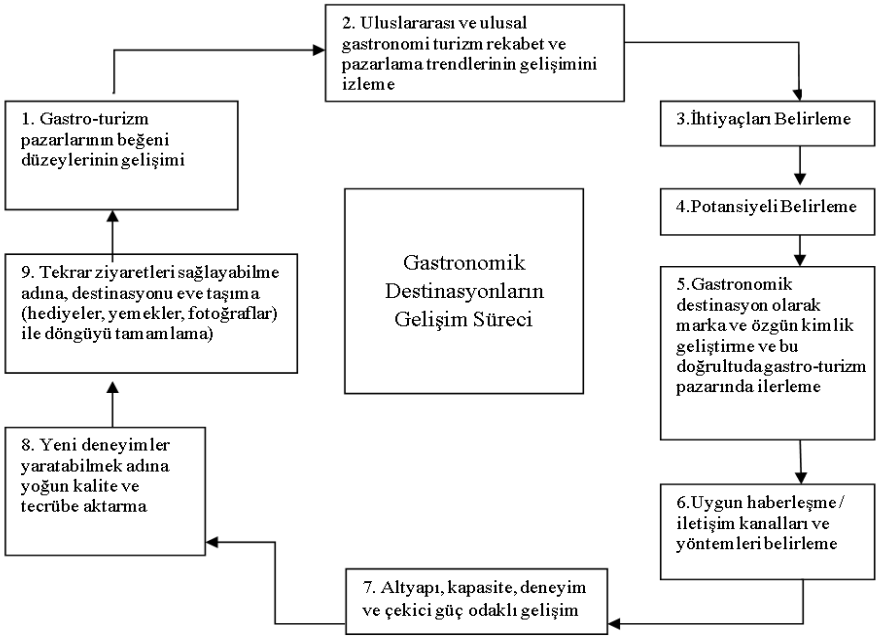 2. Uluslararası ve ulusal
gastronomi turizm rekabet ve
pazarlama trendlerinin gelişimini
izleme
1. Gastro-turizm
pazarlarının beğeni
düzeylerinin gelişimi
3.İhtiyaçları Belirleme
4.Potansiyeli Belirleme
Gastronomik
Destinasyonların
Gelişim Süreci
5.Gastronomik
destinasyon olarak
marka ve özgün kimlik
geliştirme ve bu
doğrultuda gastro-turizm
pazarında ilerleme
6.Uygun haberleşme /
iletişim kanalları ve
yöntemleri belirleme
7. Altyapı, kapasite, deneyim
ve çekici güç odaklı gelişim
8. Yeni deneyimler
yaratabilmek adına
yoğun kalite ve
tecrübe aktarma
9. Tekrar ziyaretleri sağlayabilme
adına, destinasyonu eve taşıma
(hediyeler, yemekler, fotoğraflar)
ile döngüyü tamamlama)